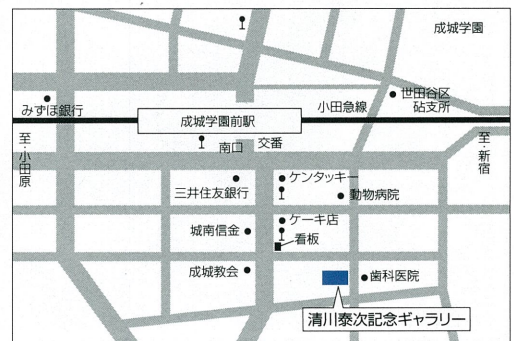 成城学園
みずほ銀行
成城学園前駅
小田急線
世田谷区
砧支所
至・小田原
南口
交番
至・新宿
三井住友銀行
ケンタッキー
動物病院
城南信金
ケーキ店
看板
成城教会
歯科医院
清川泰次記念ギャラリー